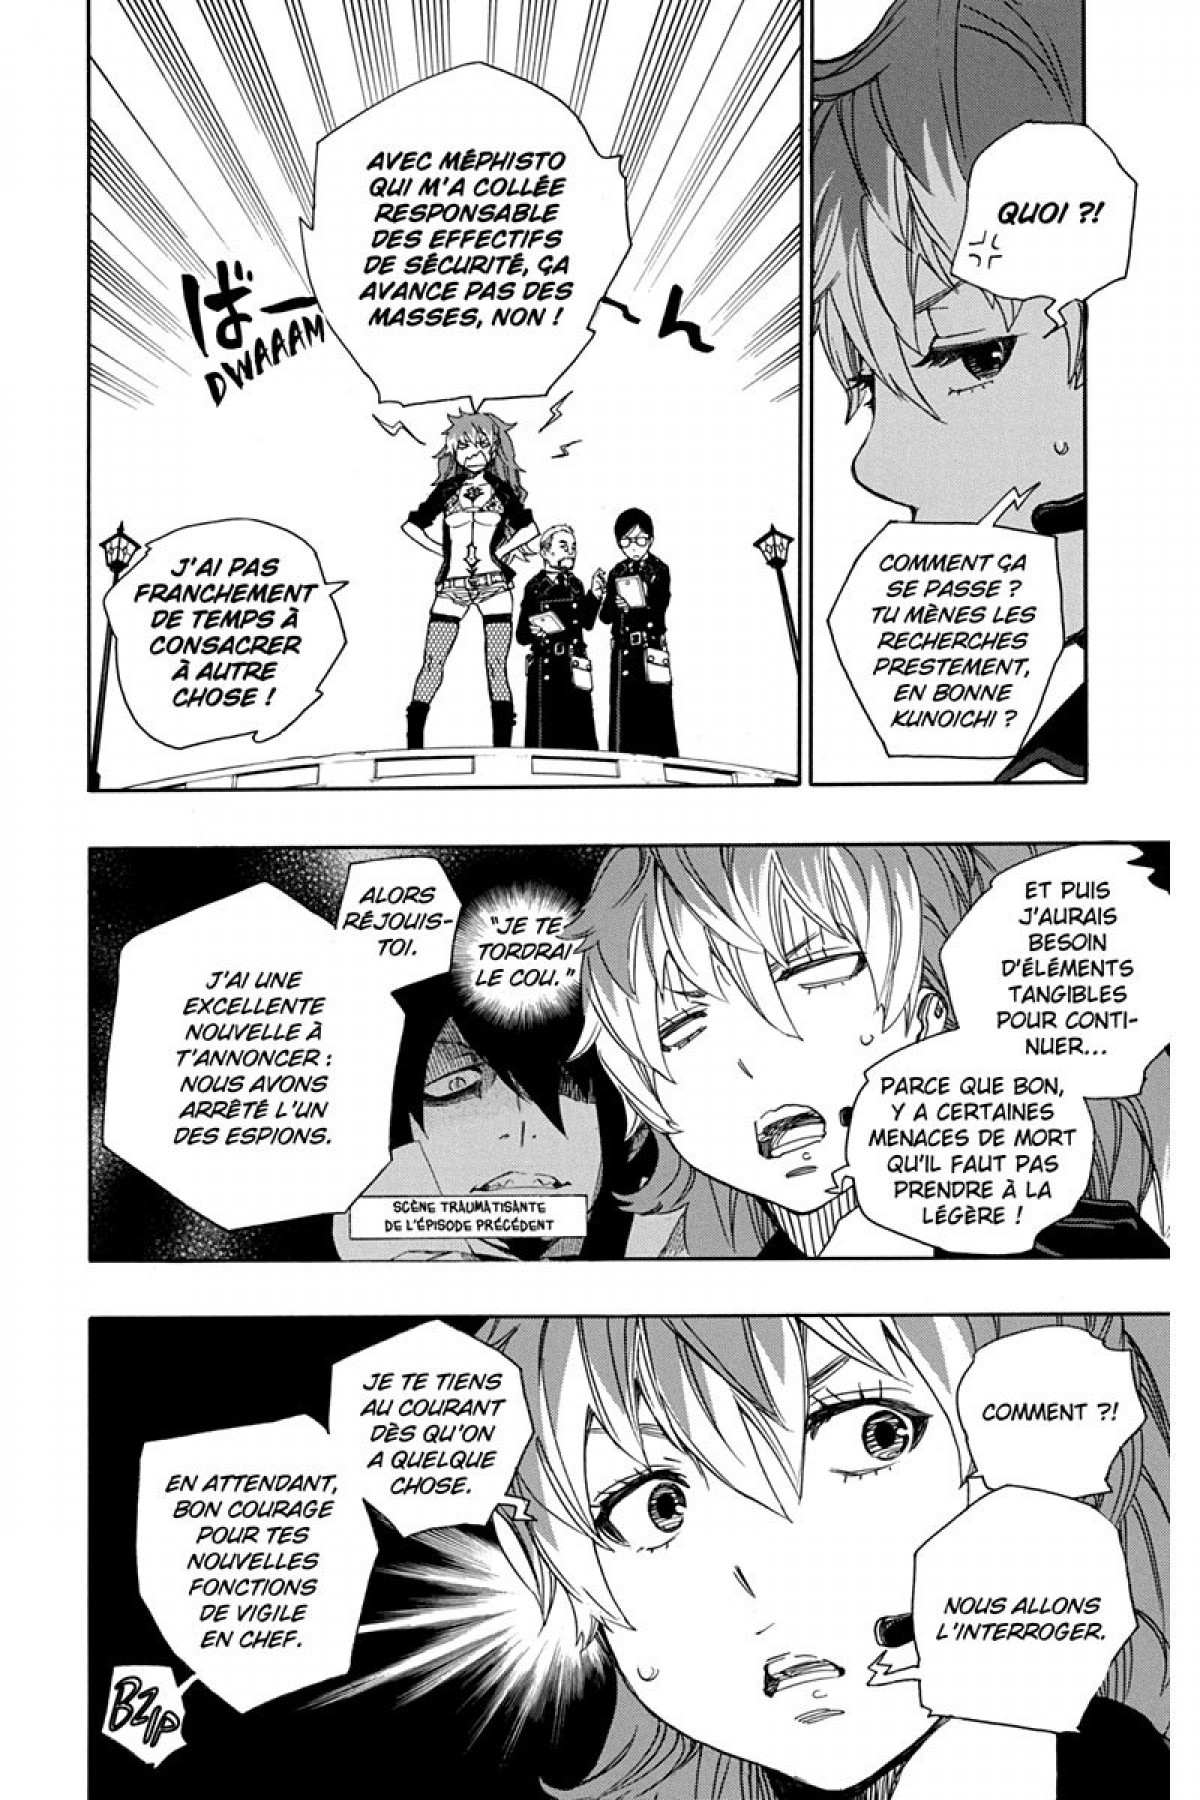 QUOI ?!
COMMENT ÇA
SE PASSE ?
TU MÈNES LES
RECHERCHES
PRESTEMENT,
EN BONNE
KUNOICHI ?
AVEC MÉPHISTO
QUI M'A COLLÉE
RESPONSABLE
DES EFFECTIFS
DE SÉCURITÉ, ÇA
AVANCE PAS DES
MASSES, NON !
ばーーん
DWAAAM
J'AI PAS
FRANCHEMENT
DE TEMPS À
CONSACRER
À AUTRE
CHOSE !
ET PUIS
J'AURAIS
BESOIN
D'ÉLÉMENTS
TANGIBLES
POUR CONTI-
NUER...
PARCE QUE BON,
Y A CERTAINES
MENACES DE MORT
QU'IL FAUT PAS
PRENDRE À LA
LÉGÈRE !
"JE TE
TORDRAI
LE COU."
SCÈNE TRAUMATISANTE
DE L'ÉPISODE PRÉCÉDENT
ALORS
RÉJOUIS-
TOI.
J'AI UNE
EXCELLENTE
NOUVELLE À
T'ANNONCER :
NOUS AVONS
ARRÊTÉ L'UN
DES ESPIONS.
COMMENT ?!
NOUS ALLONS
L'INTERROGER.
JE TE TIENS
AU COURANT
DÈS QU'ON
A QUELQUE
CHOSE.
EN ATTENDANT,
BON COURAGE
POUR TES
NOUVELLES
FONCTIONS
DE VIGILE
EN CHEF.
BZIP